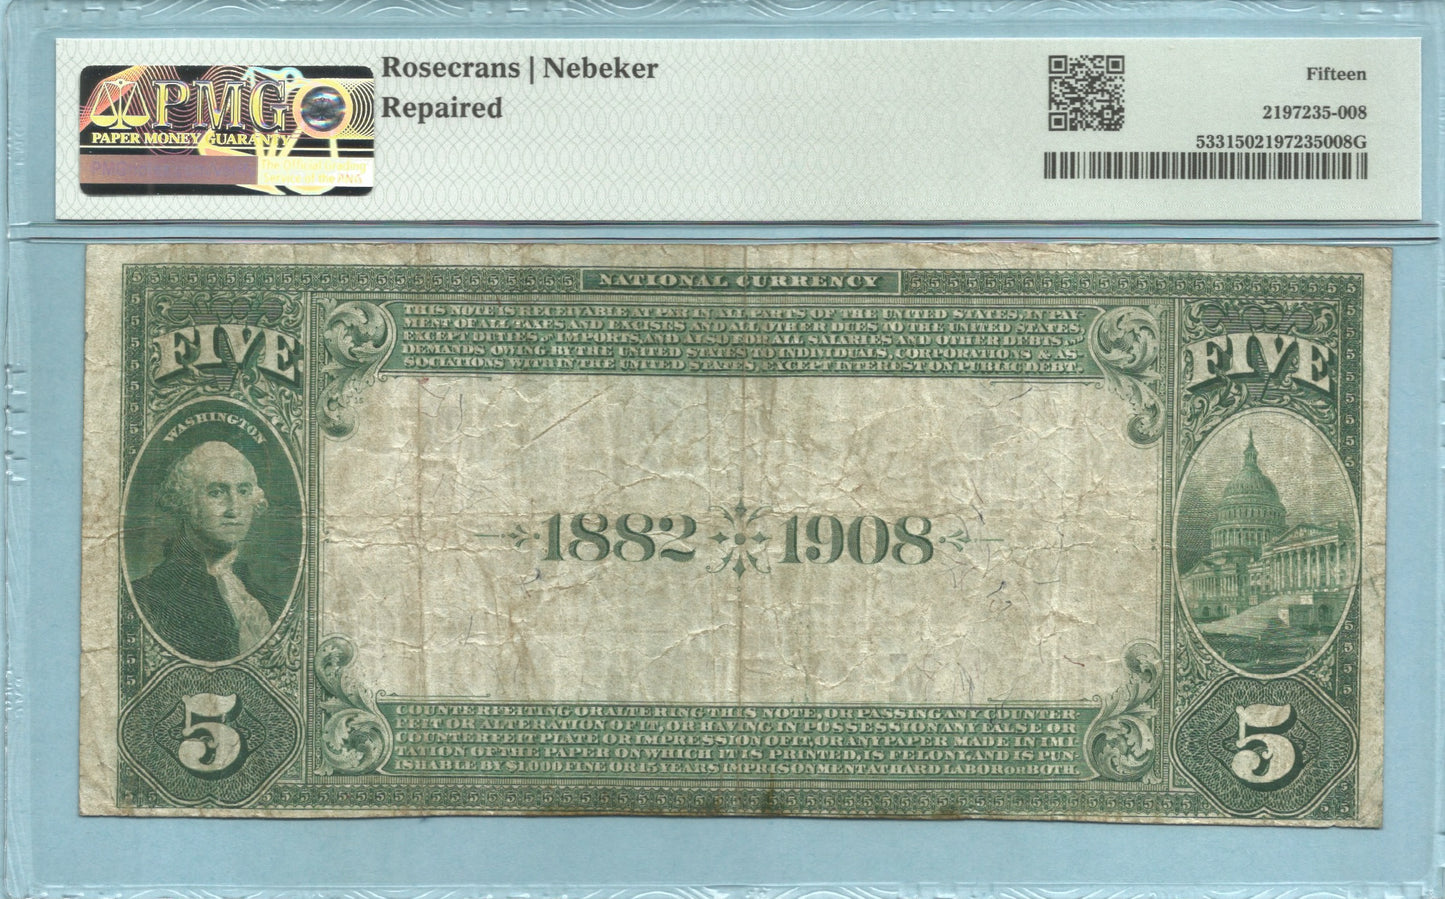 PMG
PAPER MONEY GUARANTY
The Official Grading
Service of the ANA
Rosecrans | Nebeker
Repaired
Fifteen
2197235-008
5331502197235008G
NATIONAL CURRENCY
FIVE
THIS NOTE IS RECEIVABLE AT PAR IN ALL PARTS OF THE UNITED STATES, IN PAY-
MENT OF ALL TAXES AND EXCISES AND ALL OTHER DUES TO THE UNITED STATES,
EXCEPT DUTIES ON IMPORTS, AND ALSO FOR ALL SALARIES AND OTHER DEBTS AND
DEMANDS OWING BY THE UNITED STATES TO INDIVIDUALS, CORPORATIONS & AS
SOCIATIONS WITHIN THE UNITED STATES, EXCEPT INTEREST ON PUBLIC DEBT.
FIVE
WASHINGTON
1882 1908
5
COUNTERFEITING OR ALTERING THIS NOTE, OR PASSING ANY COUNTER-
FEIT OR ALTERATION OF IT, OR HAVING IN POSSESSION ANY FALSE OR
COUNTERFEIT PLATE OR IMPRESSION OF IT, OR ANY PAPER MADE IN IMI
TATION OF THE PAPER ON WHICH IT IS PRINTED, IS FELONY, AND IS PUN-
ISHABLE BY $1,000 FINE OR 15 YEARS IMPRISONMENT AT HARD LABOR OR BOTH.
5